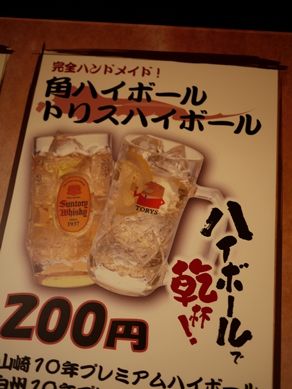 完全ハンドメイド!
角ハイボール
トリスハイボール
Suntory
Whisky
1937
TORYS
ハイボールで
乾杯!
200円
山崎10年プレミアムハイボール